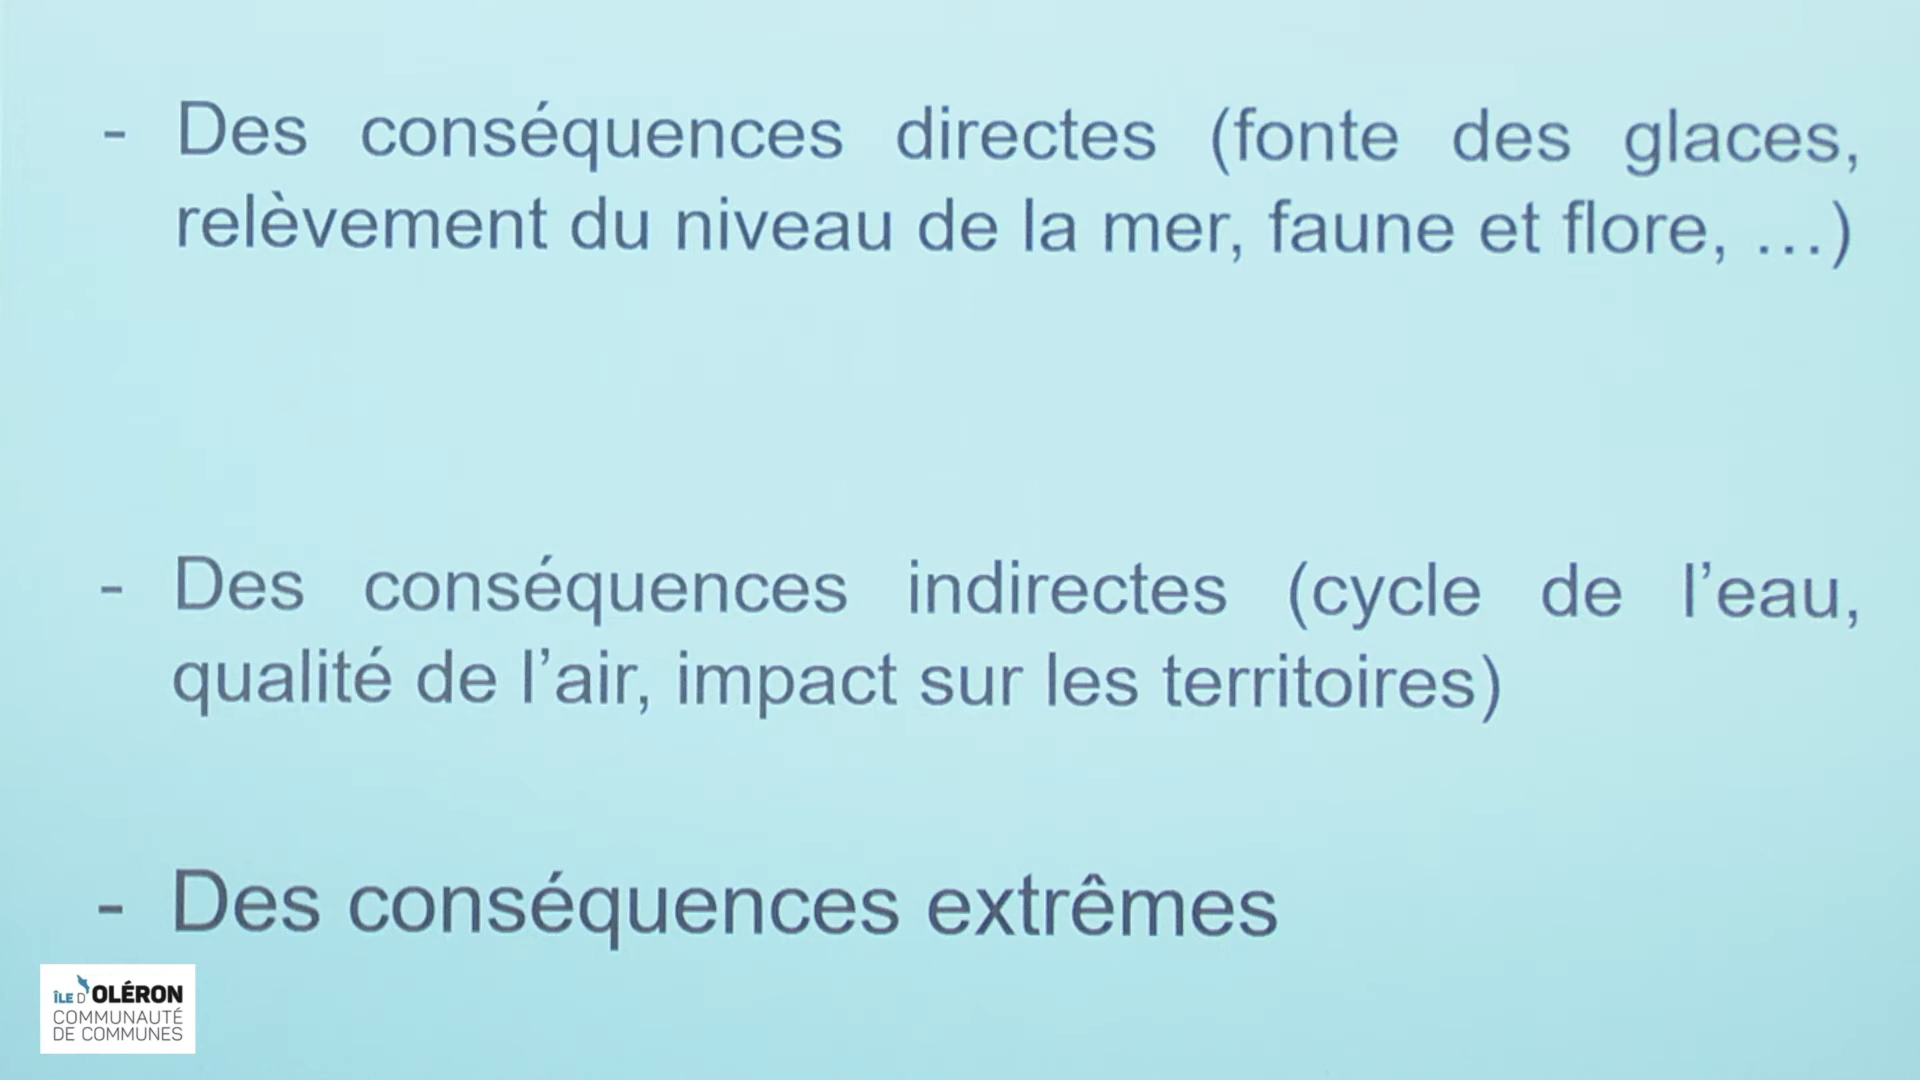 - Des conséquences directes (fonte des glaces,
relèvement du niveau de la mer, faune et flore, …)
- Des conséquences indirectes (cycle de l’eau,
qualité de l’air, impact sur les territoires)
- Des conséquences extrêmes
ÎLE D'OLÉRON
COMMUNAUTÉ
DE COMMUNES